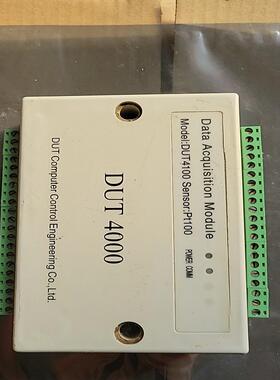 Data Acquisition Module
Model:DUT4100 Sensor:Pt100
POWER COMM
DUT 4000
DUT Computer Control Engineering Co.,Ltd.